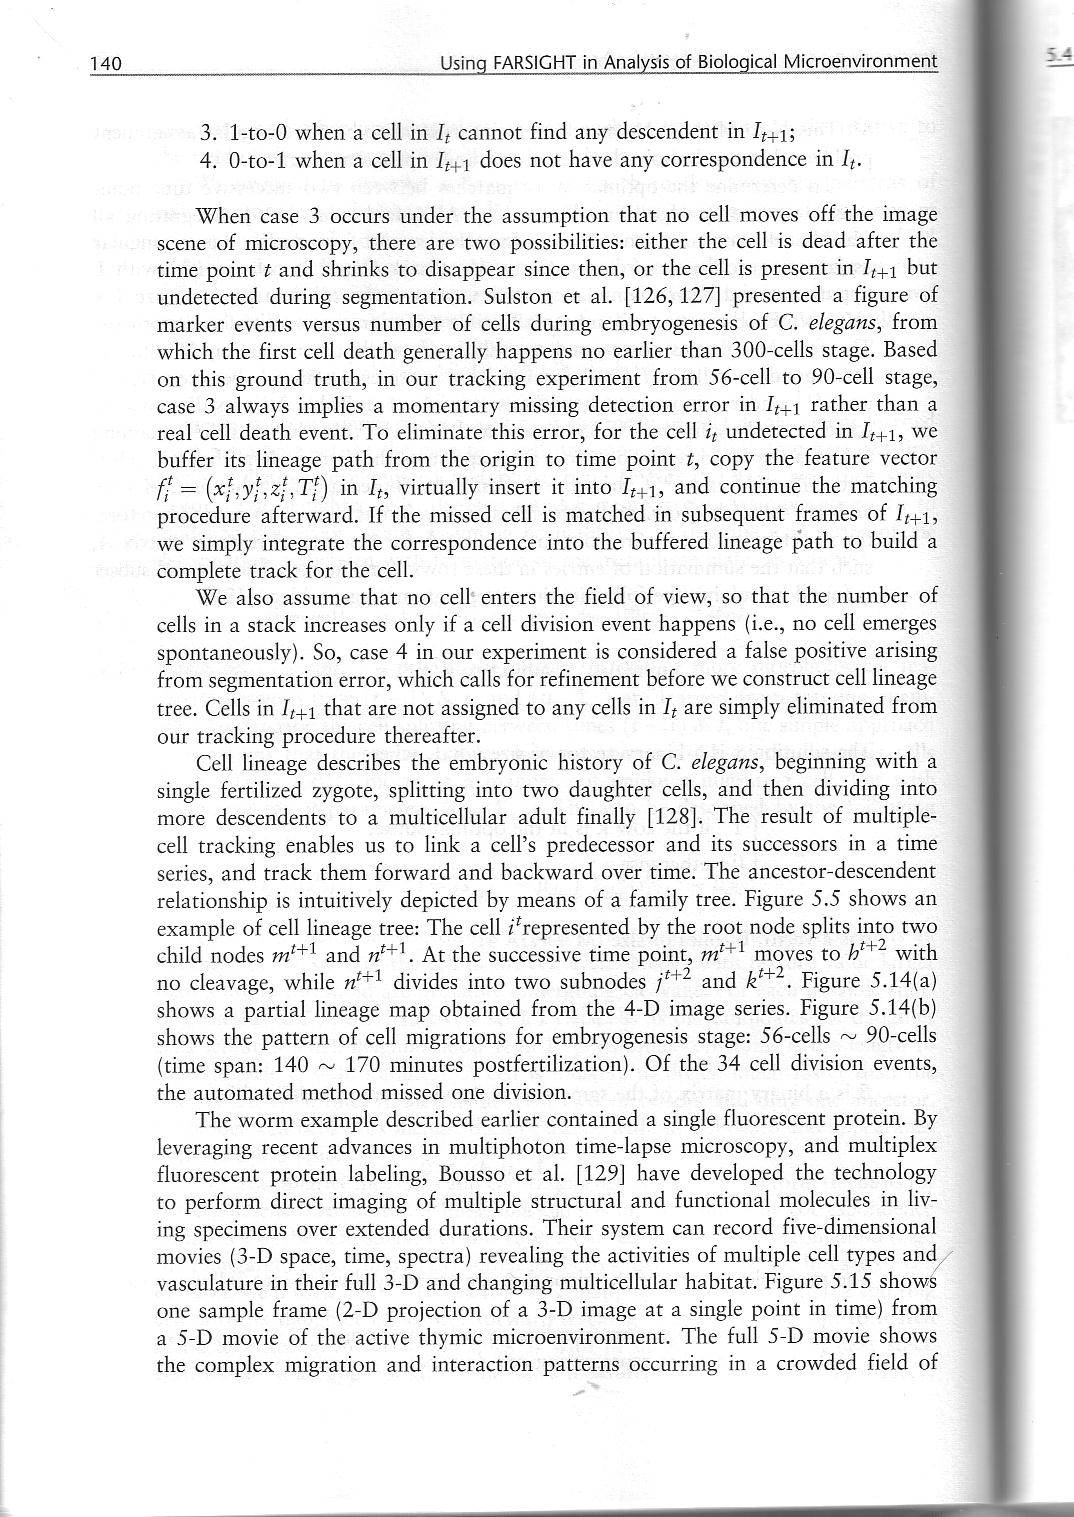 140
Using FARSIGHT in Analysis of Biological Microenvironment
5.4
3. 1-to-0 when a cell in I_t cannot find any descendent in I_{t+1};
4. 0-to-1 when a cell in I_{t+1} does not have any correspondence in I_t.
When case 3 occurs under the assumption that no cell moves off the image
scene of microscopy, there are two possibilities: either the cell is dead after the
time point t and shrinks to disappear since then, or the cell is present in I_{t+1} but
undetected during segmentation. Sulston et al. [126, 127] presented a figure of
marker events versus number of cells during embryogenesis of C. elegans, from
which the first cell death generally happens no earlier than 300-cells stage. Based
on this ground truth, in our tracking experiment from 56-cell to 90-cell stage,
case 3 always implies a momentary missing detection error in I_{t+1} rather than a
real cell death event. To eliminate this error, for the cell i_t undetected in I_{t+1}, we
buffer its lineage path from the origin to time point t, copy the feature vector
f_i^t = (x_i^t, y_i^t, z_i^t, T_i^t) in I_t, virtually insert it into I_{t+1}, and continue the matching
procedure afterward. If the missed cell is matched in subsequent frames of I_{t+1},
we simply integrate the correspondence into the buffered lineage path to build a
complete track for the cell.
We also assume that no cell enters the field of view, so that the number of
cells in a stack increases only if a cell division event happens (i.e., no cell emerges
spontaneously). So, case 4 in our experiment is considered a false positive arising
from segmentation error, which calls for refinement before we construct cell lineage
tree. Cells in I_{t+1} that are not assigned to any cells in I_t are simply eliminated from
our tracking procedure thereafter.
Cell lineage describes the embryonic history of C. elegans, beginning with a
single fertilized zygote, splitting into two daughter cells, and then dividing into
more descendents to a multicellular adult finally [128]. The result of multiple-
cell tracking enables us to link a cell's predecessor and its successors in a time
series, and track them forward and backward over time. The ancestor-descendent
relationship is intuitively depicted by means of a family tree. Figure 5.5 shows an
example of cell lineage tree: The cell i^t represented by the root node splits into two
child nodes m^{t+1} and n^{t+1}. At the successive time point, m^{t+1} moves to h^{t+2} with
no cleavage, while n^{t+1} divides into two subnodes j^{t+2} and k^{t+2}. Figure 5.14(a)
shows a partial lineage map obtained from the 4-D image series. Figure 5.14(b)
shows the pattern of cell migrations for embryogenesis stage: 56-cells ∼ 90-cells
(time span: 140 ∼ 170 minutes postfertilization). Of the 34 cell division events,
the automated method missed one division.
The worm example described earlier contained a single fluorescent protein. By
leveraging recent advances in multiphoton time-lapse microscopy, and multiplex
fluorescent protein labeling, Bousso et al. [129] have developed the technology
to perform direct imaging of multiple structural and functional molecules in liv-
ing specimens over extended durations. Their system can record five-dimensional
movies (3-D space, time, spectra) revealing the activities of multiple cell types and
vasculature in their full 3-D and changing multicellular habitat. Figure 5.15 shows
one sample frame (2-D projection of a 3-D image at a single point in time) from
a 5-D movie of the active thymic microenvironment. The full 5-D movie shows
the complex migration and interaction patterns occurring in a crowded field of